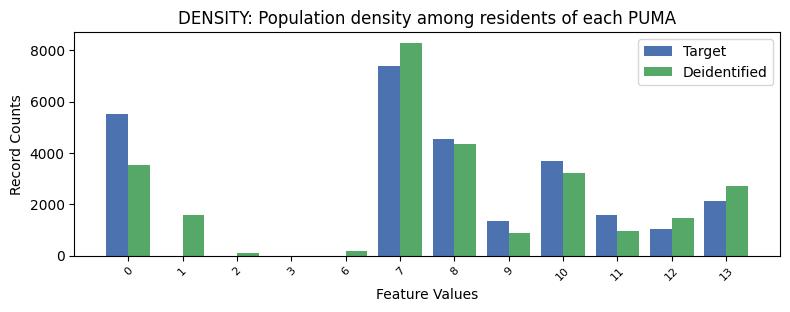 DENSITY: Population density among residents of each PUMA
Target
Deidentified
Record Counts
8000
6000
4000
2000
0
0 1 2 3 6 7 8 9 10 11 12 13
Feature Values